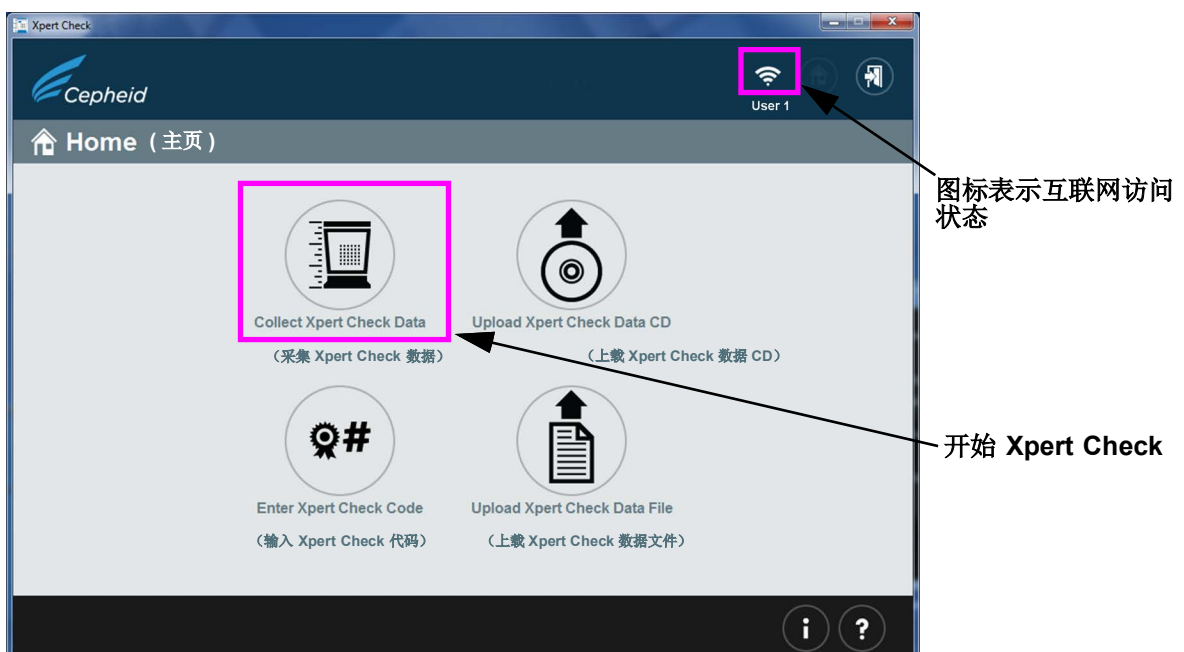 Xpert Check
Cepheid
User 1
Home (主页)
图标表示互联网访问
状态
Collect Xpert Check Data
Upload Xpert Check Data CD
（采集 Xpert Check 数据）
（上载 Xpert Check 数据 CD）
开始 Xpert Check
#
Enter Xpert Check Code
Upload Xpert Check Data File
（输入 Xpert Check 代码）
（上载 Xpert Check 数据文件）
i
?